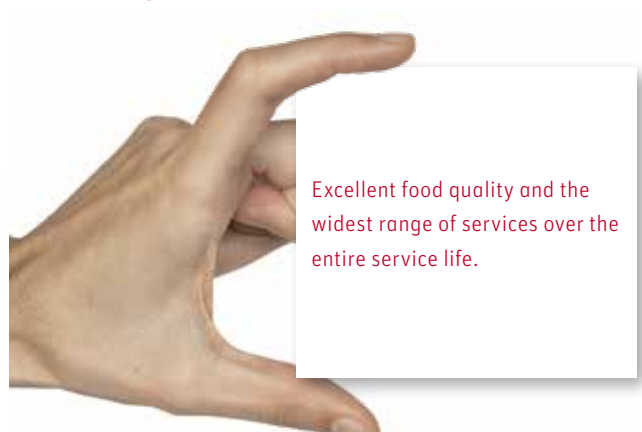 Excellent food quality and the
widest range of services over the
entire service life.